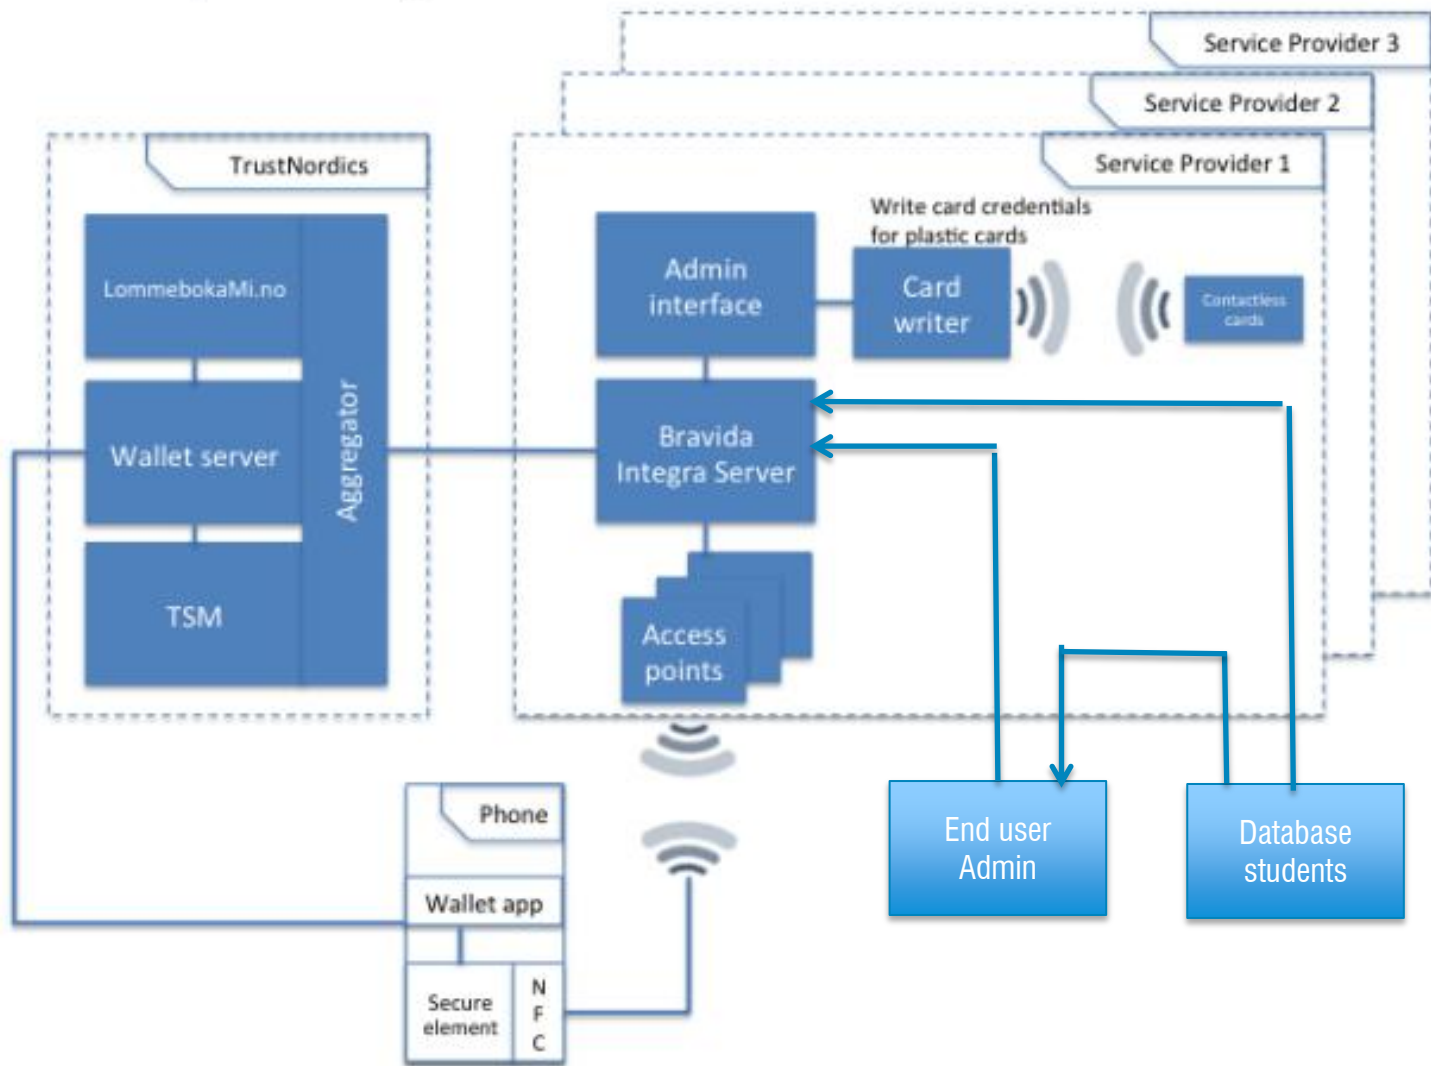 Service Provider 3
Service Provider 2
Service Provider 1
TrustNordics
LommebokaMi.no
Wallet server
TSM
Aggregator
Admin
interface
Write card credentials
for plastic cards
Card
writer
Contactless
cards
Bravida
Integra Server
Access
points
Phone
Wallet app
Secure
element
N
F
C
End user
Admin
Database
students